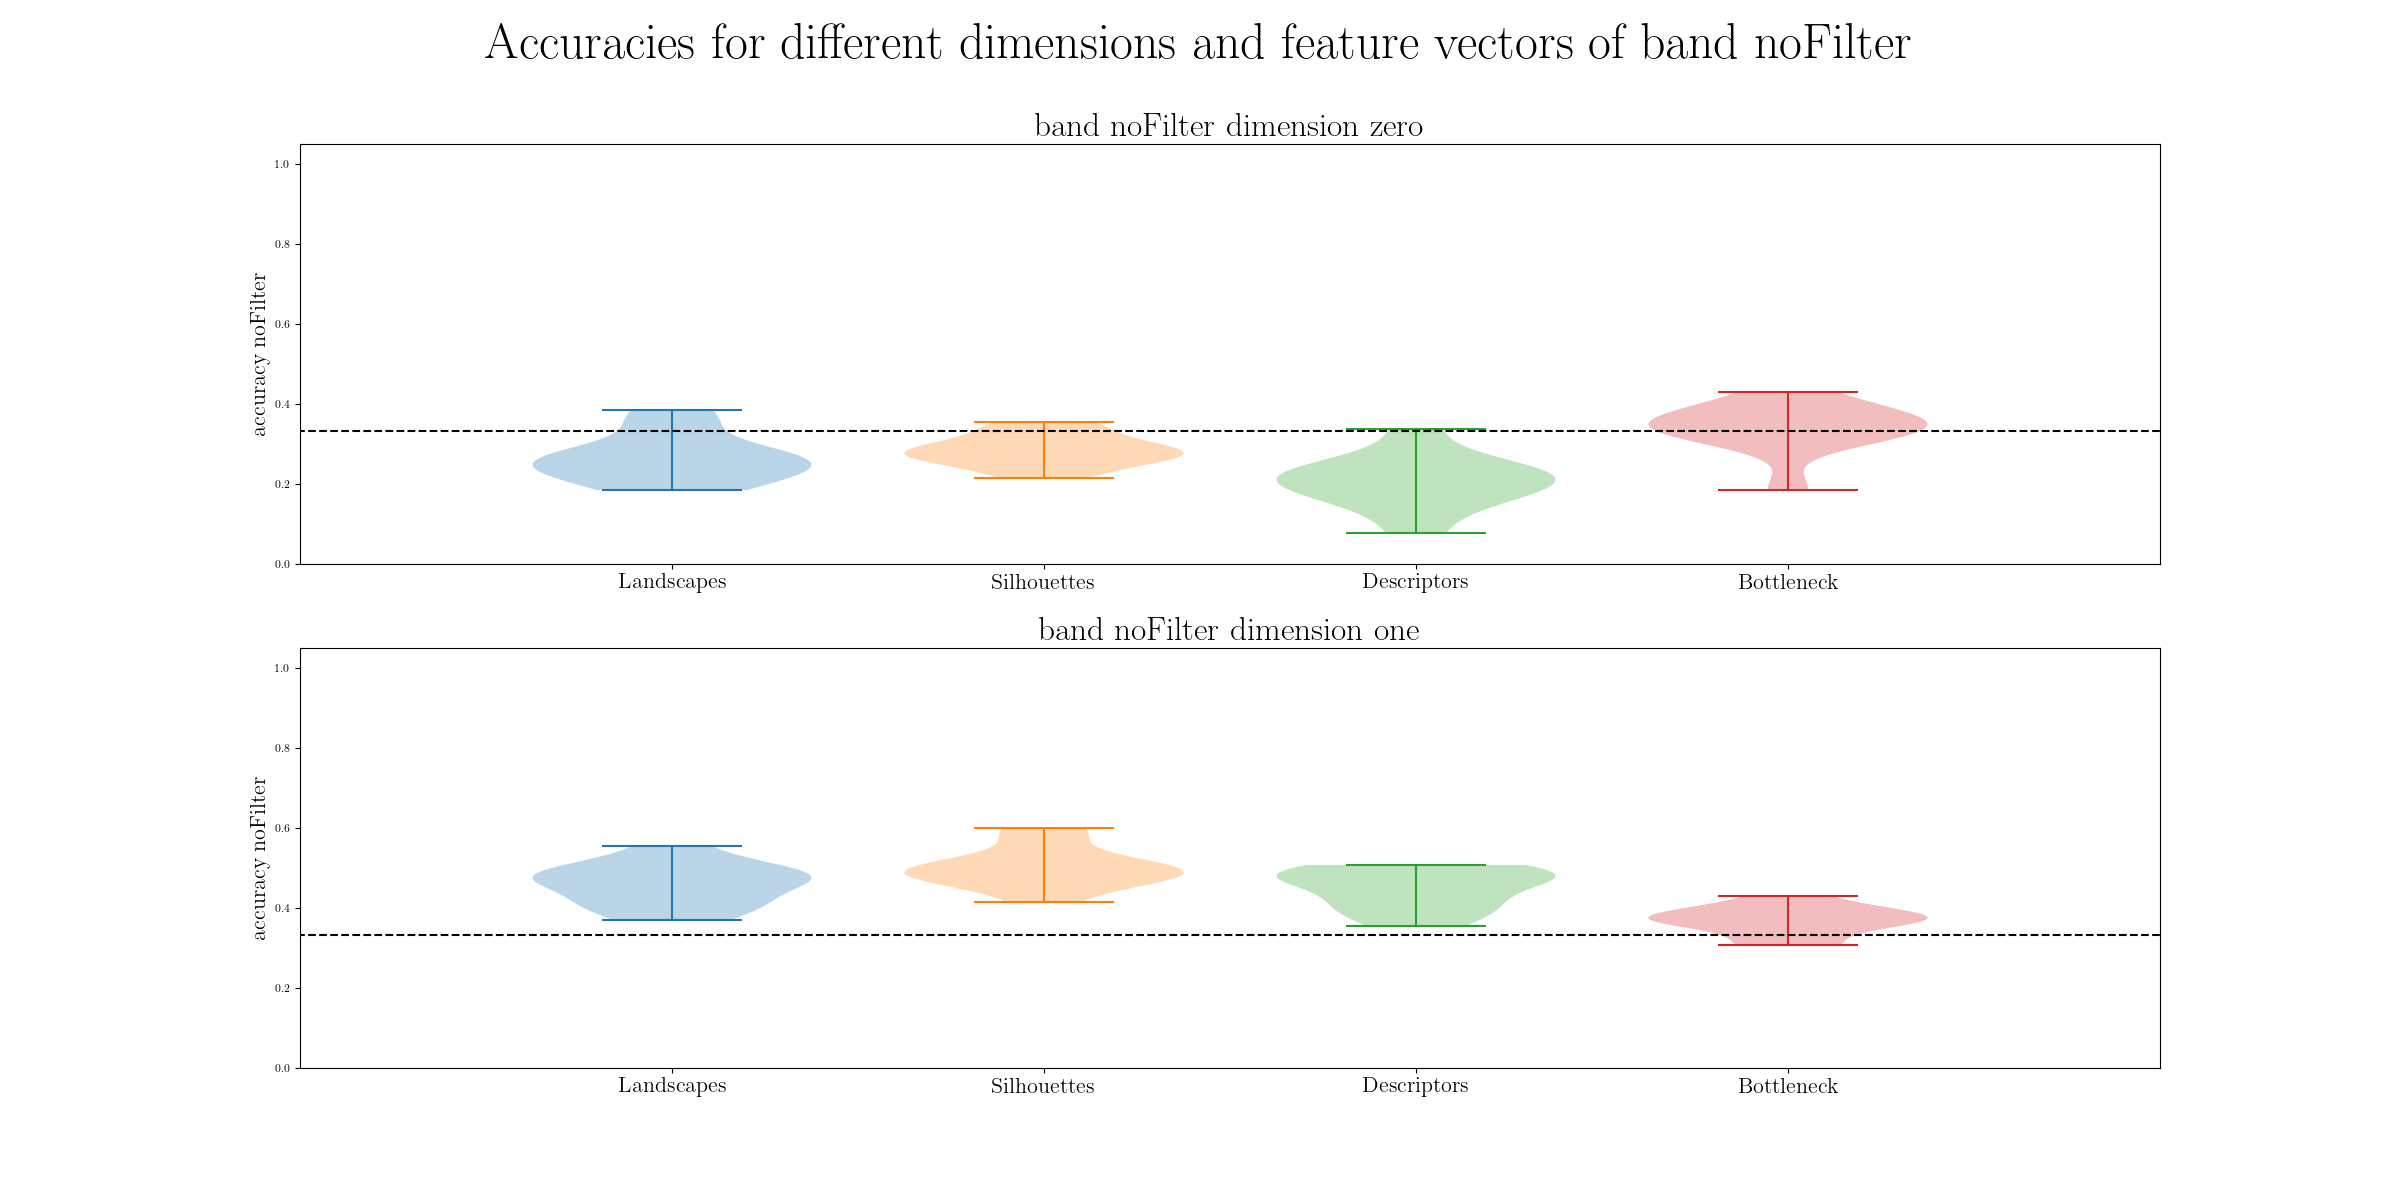 Accuracies for different dimensions and feature vectors of band noFilter
band noFilter dimension zero
1.0
0.8
0.6
0.4
0.2
0.0
accuracy noFilter
Landscapes Silhouettes Descriptors Bottleneck
band noFilter dimension one
1.0
0.8
0.6
0.4
0.2
0.0
accuracy noFilter
Landscapes Silhouettes Descriptors Bottleneck